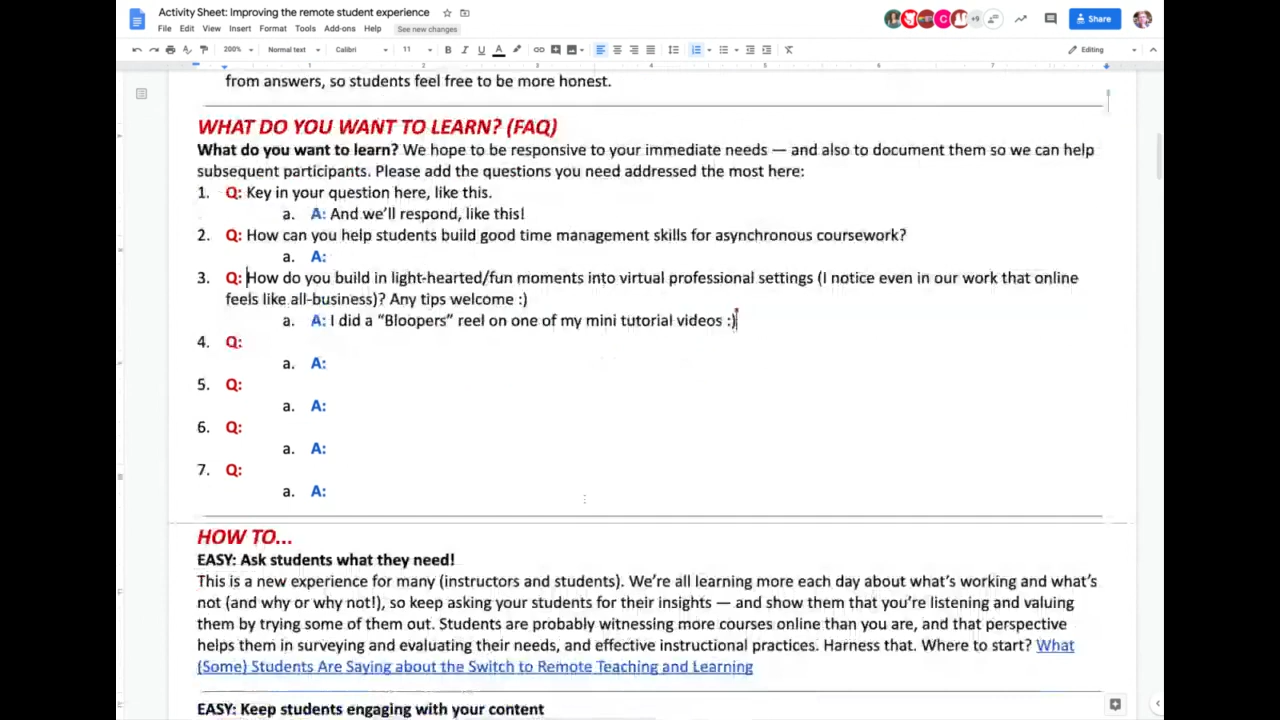 Activity Sheet: Improving the remote student experience
File Edit View Insert Format Tools Add-ons Help See new changes
+9
Share
200% Normal text Calibri 11 B I U A Editing
1 2 3 4 5 6 7
from answers, so students feel free to be more honest.
WHAT DO YOU WANT TO LEARN? (FAQ)
What do you want to learn? We hope to be responsive to your immediate needs — and also to document them so we can help
subsequent participants. Please add the questions you need addressed the most here:
1. Q: Key in your question here, like this.
a. A: And we'll respond, like this!
2. Q: How can you help students build good time management skills for asynchronous coursework?
a. A:
3. Q: How do you build in light-hearted/fun moments into virtual professional settings (I notice even in our work that online
feels like all-business)? Any tips welcome :)
a. A: I did a “Bloopers” reel on one of my mini tutorial videos :)
4. Q:
a. A:
5. Q:
a. A:
6. Q:
a. A:
7. Q:
a. A:
HOW TO...
EASY: Ask students what they need!
This is a new experience for many (instructors and students). We're all learning more each day about what's working and what's
not (and why or why not!), so keep asking your students for their insights — and show them that you're listening and valuing
them by trying some of them out. Students are probably witnessing more courses online than you are, and that perspective
helps them in surveying and evaluating their needs, and effective instructional practices. Harness that. Where to start? What
(Some) Students Are Saying about the Switch to Remote Teaching and Learning
EASY: Keep students engaging with your content